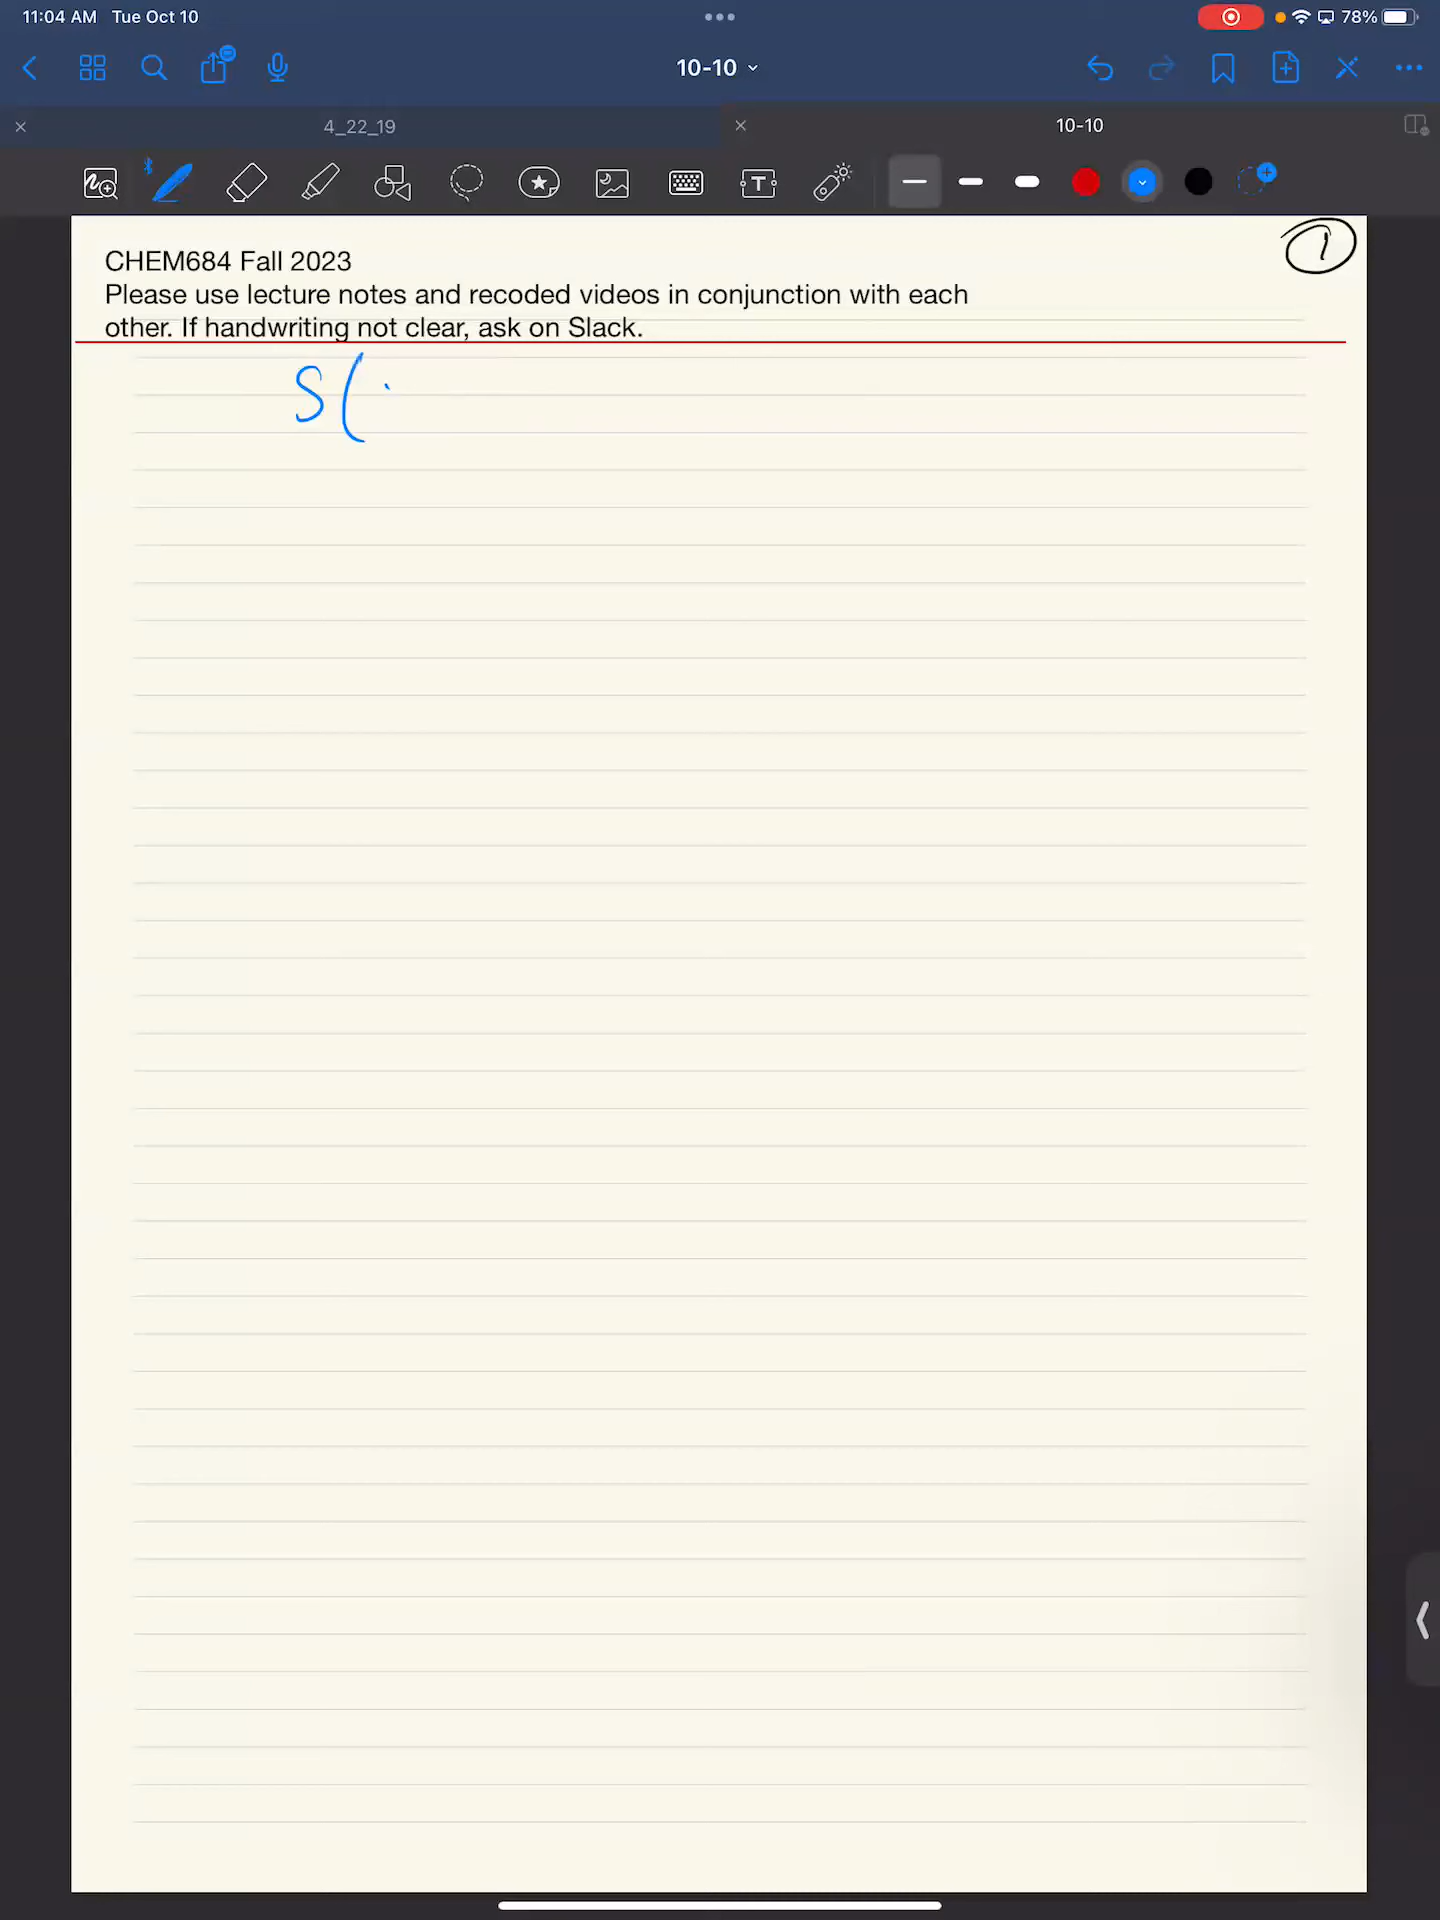 11:04 AM Tue Oct 10
78%
10-10
4_22_19
10-10
T
CHEM684 Fall 2023
1
Please use lecture notes and recoded videos in conjunction with each
other. If handwriting not clear, ask on Slack.
S(